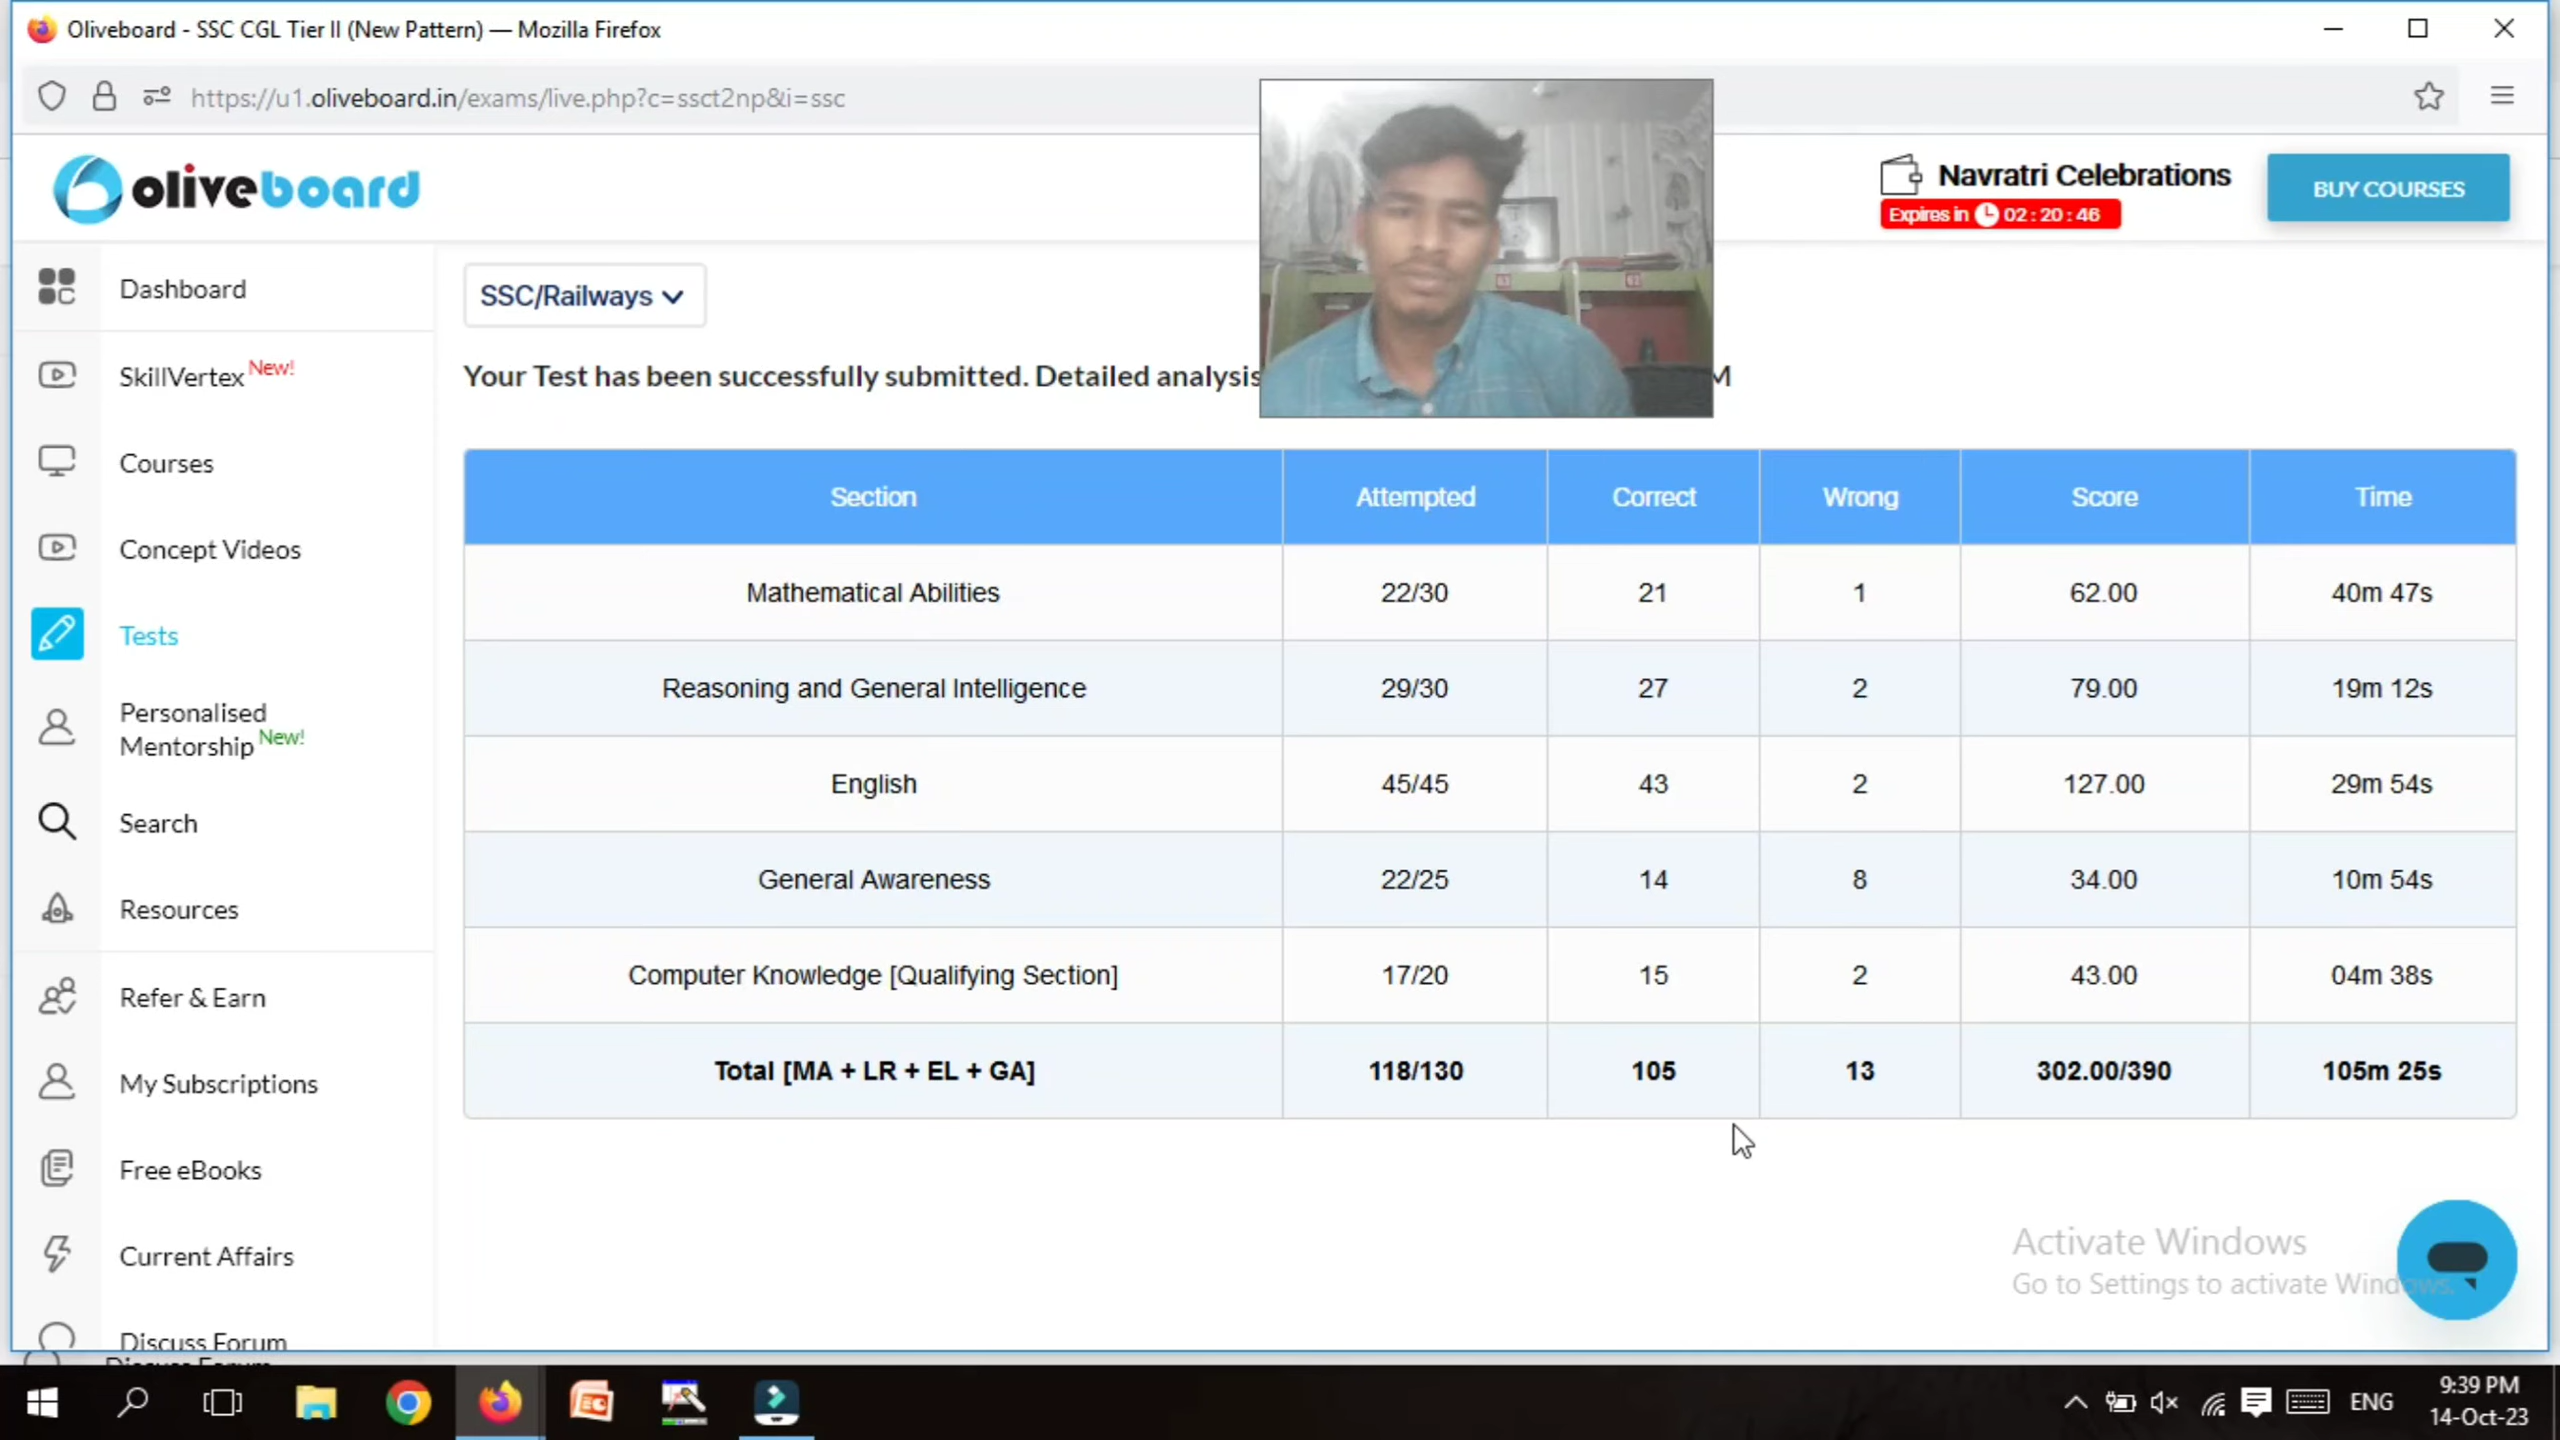 Oliveboard - SSC CGL Tier II (New Pattern) — Mozilla Firefox
https://u1.oliveboard.in/exams/live.php?c=ssct2np&i=ssc
oliveboard
Navratri Celebrations
Expires in 02 : 20 : 46
BUY COURSES
Dashboard
SkillVertex New!
Courses
Concept Videos
Tests
Personalised
Mentorship New!
Search
Resources
Refer & Earn
My Subscriptions
Free eBooks
Current Affairs
Discuss Forum
Discuss Forum
SSC/Railways
Your Test has been successfully submitted. Detailed analysis
Section Attempted Correct Wrong Score Time
Mathematical Abilities 22/30 21 1 62.00 40m 47s
Reasoning and General Intelligence 29/30 27 2 79.00 19m 12s
English 45/45 43 2 127.00 29m 54s
General Awareness 22/25 14 8 34.00 10m 54s
Computer Knowledge [Qualifying Section] 17/20 15 2 43.00 04m 38s
Total [MA + LR + EL + GA] 118/130 105 13 302.00/390 105m 25s
Activate Windows
Go to Settings to activate Windows.
ENG
9:39 PM
14-Oct-23